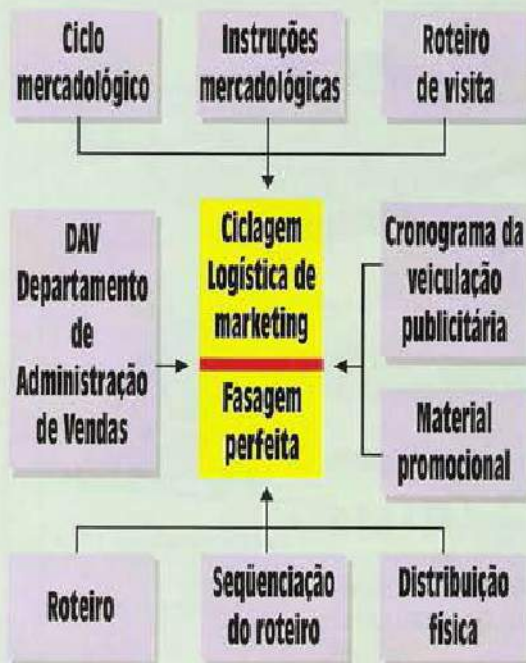 Ciclo
mercadológico
Instruções
mercadológicas
Roteiro
de visita
DAV
Departamento
de
Administração
de Vendas
Ciclagem
Logística de
marketing
Fasagem
perfeita
Cronograma da
veiculação
publicitária
Material
promocional
Roteiro
Seqüenciação
do roteiro
Distribuição
física